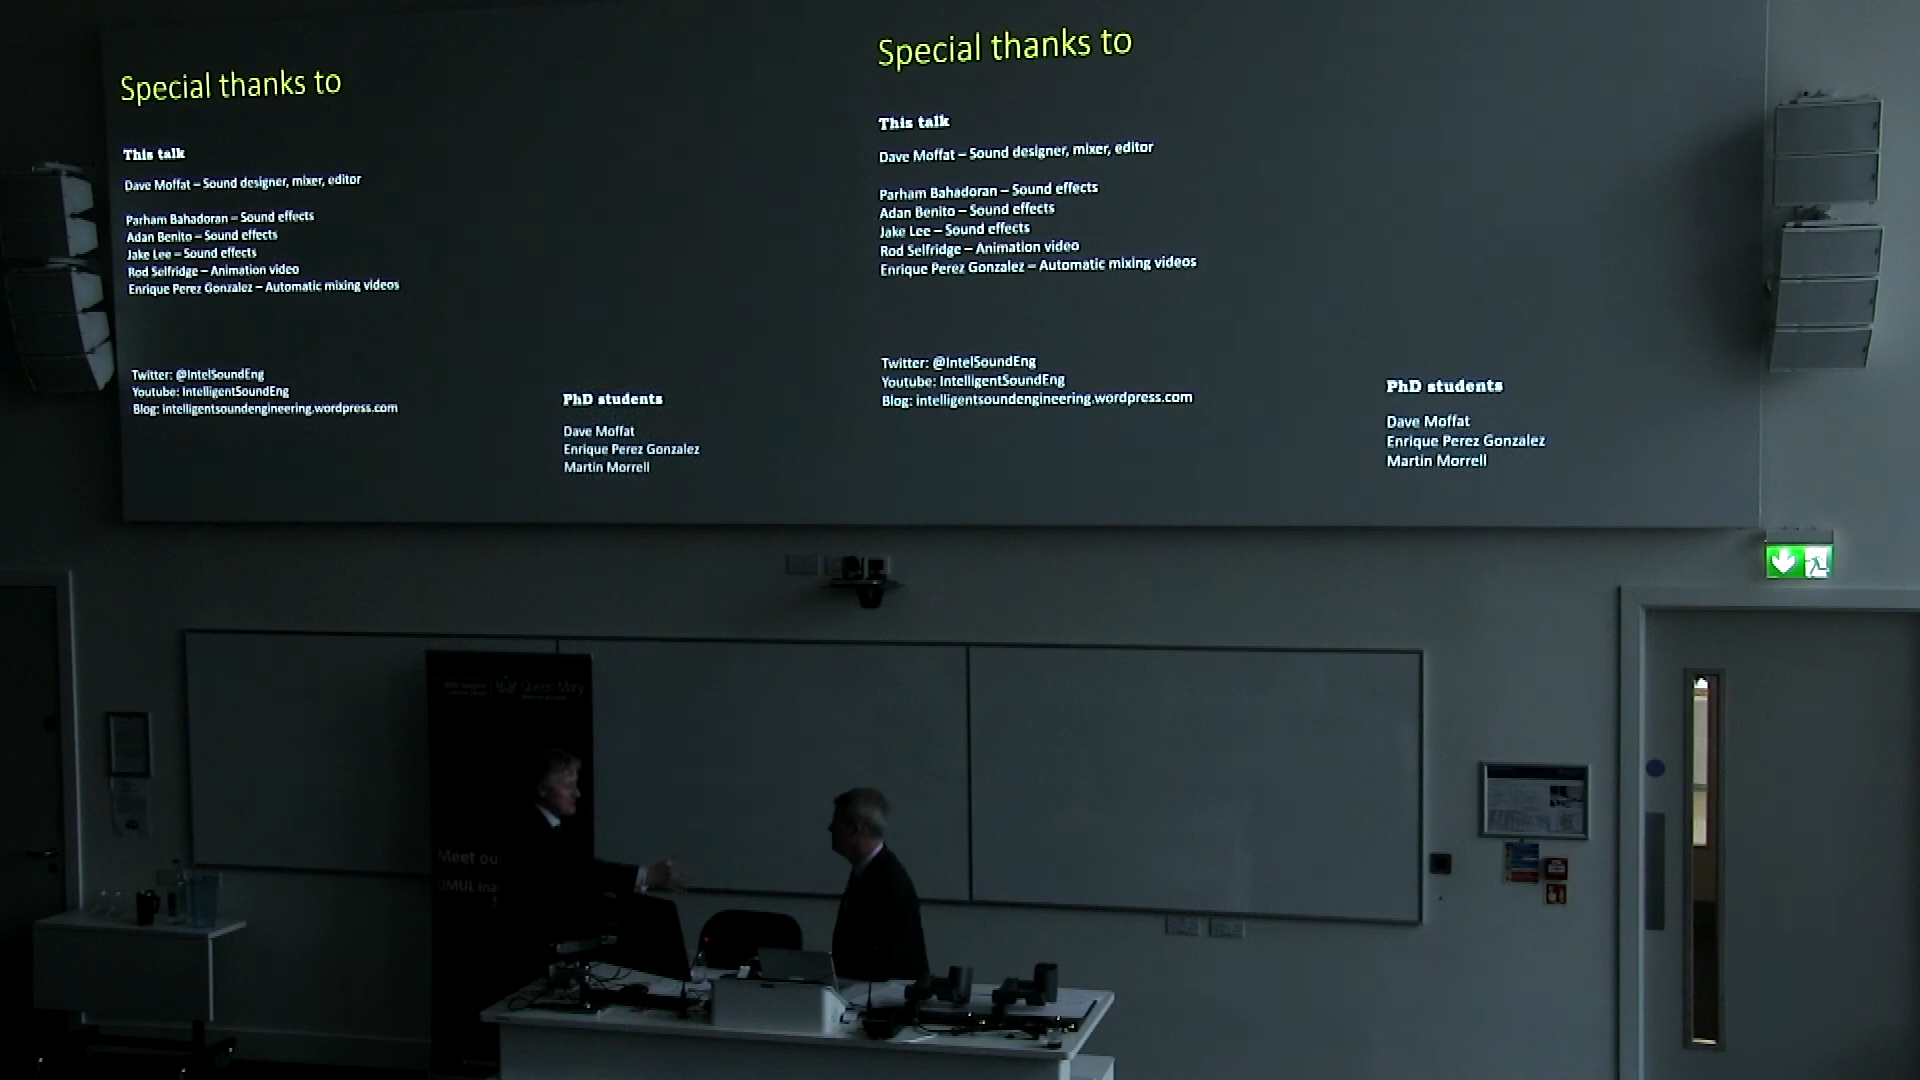 Special thanks to
This talk
Dave Moffat – Sound designer, mixer, editor
Parham Bahadoran – Sound effects
Adan Benito – Sound effects
Jake Lee – Sound effects
Rod Selfridge – Animation video
Enrique Perez Gonzalez – Automatic mixing videos
Twitter: @IntelSoundEng
Youtube: IntelligentSoundEng
Blog: intelligentsoundengineering.wordpress.com
PhD students
Dave Moffat
Enrique Perez Gonzalez
Martin Morrell
Special thanks to
This talk
Dave Moffat – Sound designer, mixer, editor
Parham Bahadoran – Sound effects
Adan Benito – Sound effects
Jake Lee – Sound effects
Rod Selfridge – Animation video
Enrique Perez Gonzalez – Automatic mixing videos
Twitter: @IntelSoundEng
Youtube: IntelligentSoundEng
Blog: intelligentsoundengineering.wordpress.com
PhD students
Dave Moffat
Enrique Perez Gonzalez
Martin Morrell
Queen Mary
Meet ou
QMUL Ina